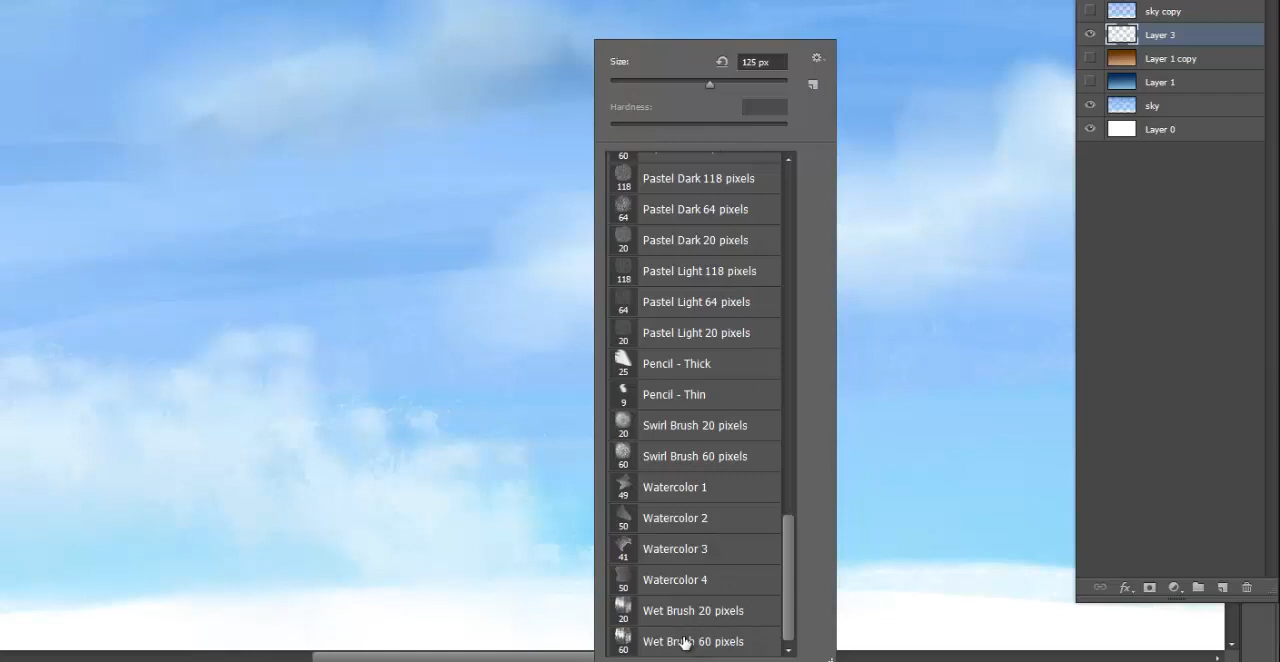 Size:
125 px
Hardness:
60
Pastel Dark 118 pixels
118
Pastel Dark 64 pixels
64
Pastel Dark 20 pixels
20
Pastel Light 118 pixels
118
Pastel Light 64 pixels
64
Pastel Light 20 pixels
20
Pencil - Thick
25
Pencil - Thin
9
Swirl Brush 20 pixels
20
Swirl Brush 60 pixels
60
Watercolor 1
49
Watercolor 2
50
Watercolor 3
41
Watercolor 4
50
Wet Brush 20 pixels
20
Wet Brush 60 pixels
60
sky copy
Layer 3
Layer 1 copy
Layer 1
sky
Layer 0
fx